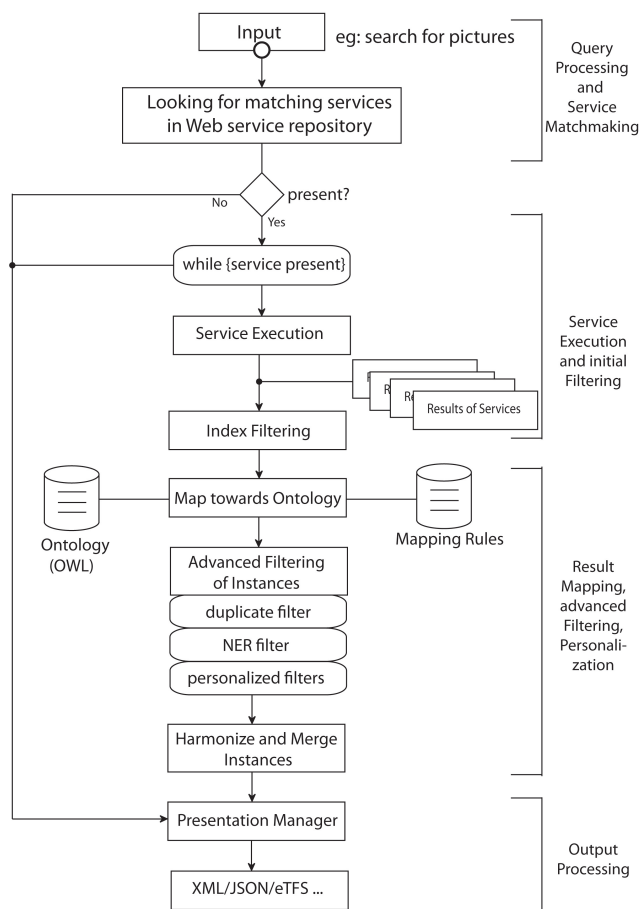 Input
eg: search for pictures
Query
Processing
and
Service
Matchmaking
Looking for matching services
in Web service repository
present?
No
Yes
while {service present}
Service Execution
Service
Execution
and initial
Filtering
R
Re
Results of Services
Index Filtering
Map towards Ontology
Ontology
(OWL)
Mapping Rules
Advanced Filtering
of Instances
duplicate filter
NER filter
personalized filters
Result
Mapping,
advanced
Filtering,
Personali-
zation
Harmonize and Merge
Instances
Presentation Manager
Output
Processing
XML/JSON/eTFS ...